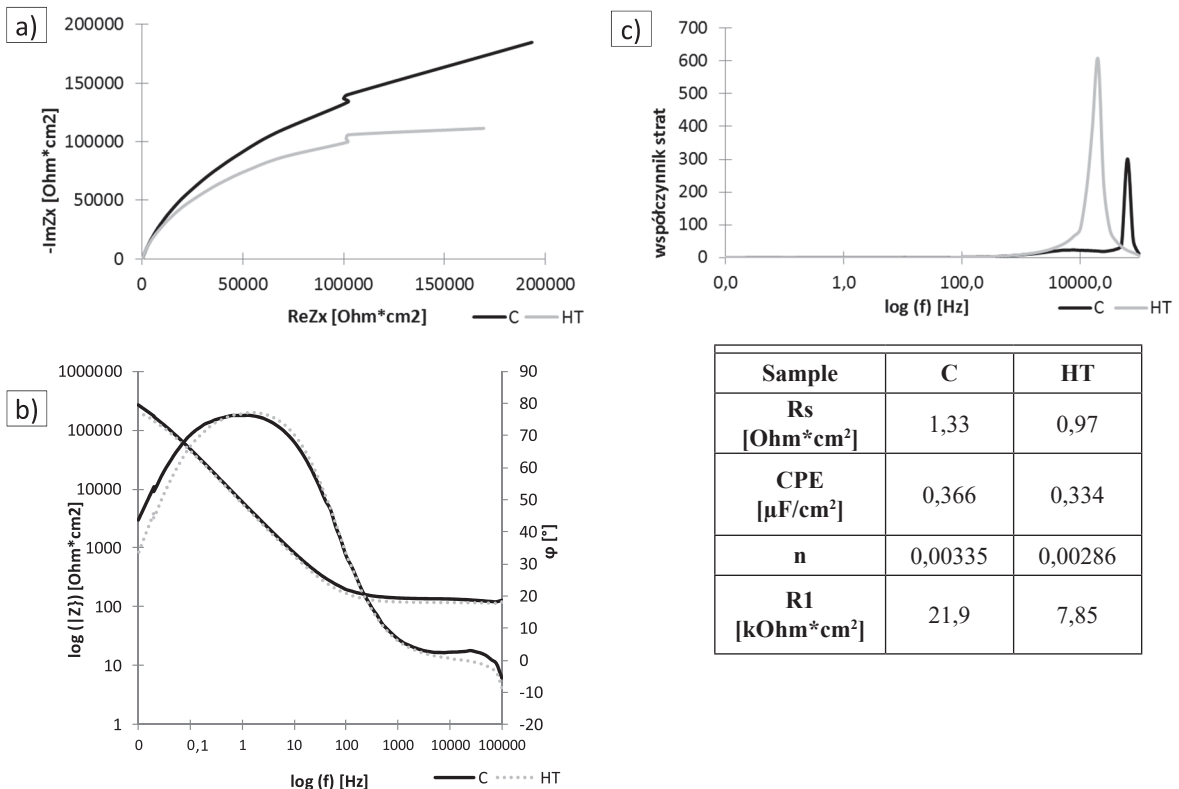 a)
200000
150000
100000
50000
0
-ImZx [Ohm*cm2]
0
50000
100000
150000
200000
ReZx [Ohm*cm2]
C
HT
b)
1000000
100000
10000
1000
100
10
1
log (|Z|) [Ohm*cm2]
90
80
70
60
50
40
30
20
10
0
-10
-20
φ [°]
0
0,1
1
10
100
1000
10000
100000
log (f) [Hz]
C
HT
c)
700
600
500
400
300
200
100
0
współczynnik strat
0,0
1,0
100,0
10000,0
log (f) [Hz]
C
HT
Sample C HT
Rs
[Ohm*cm²] 1,33 0,97
CPE
[µF/cm²] 0,366 0,334
n 0,00335 0,00286
R1
[kOhm*cm²] 21,9 7,85